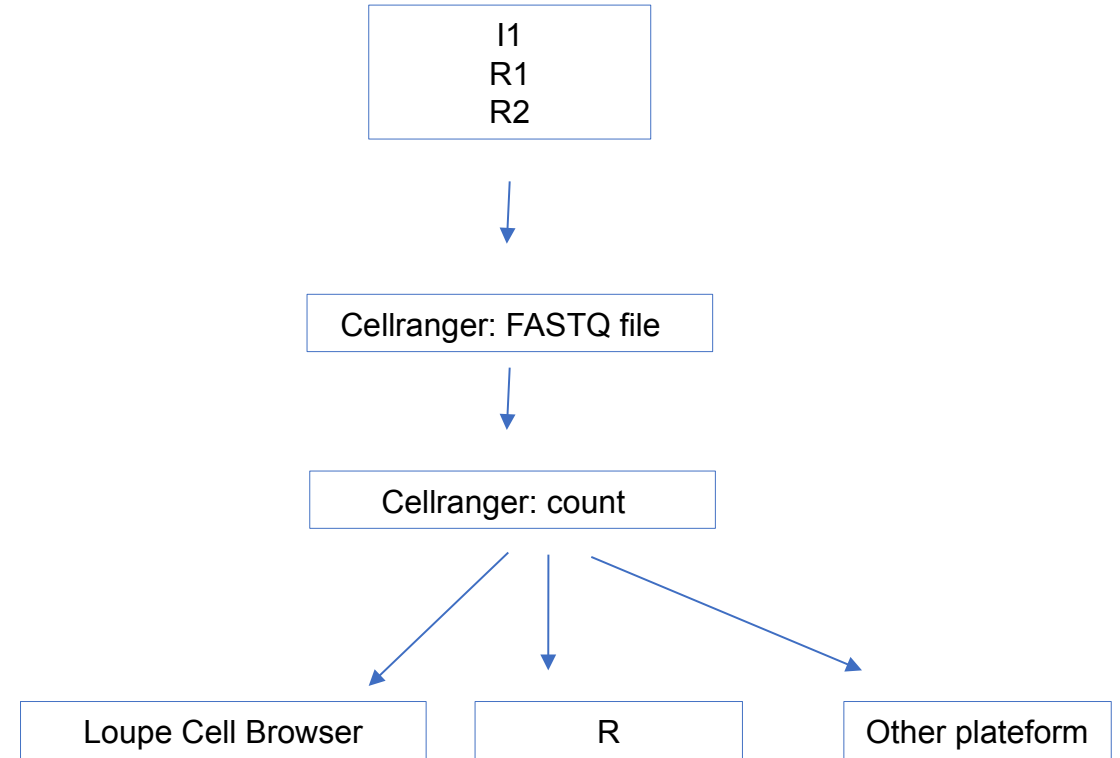 I1
R1
R2
Cellranger: FASTQ file
Cellranger: count
Loupe Cell Browser
R
Other plateform